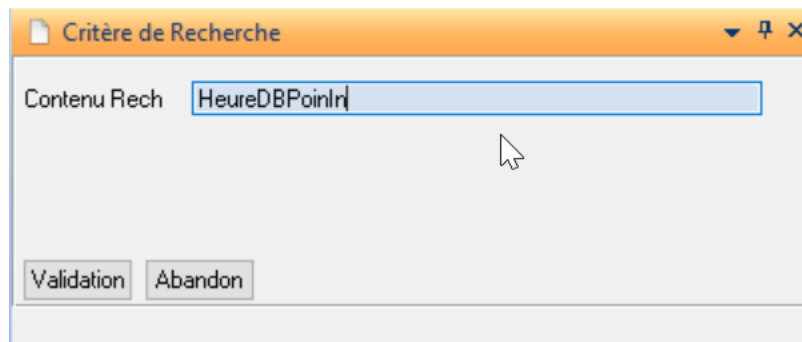 Critère de Recherche
Contenu Rech HeureDBPoinIn
Validation Abandon